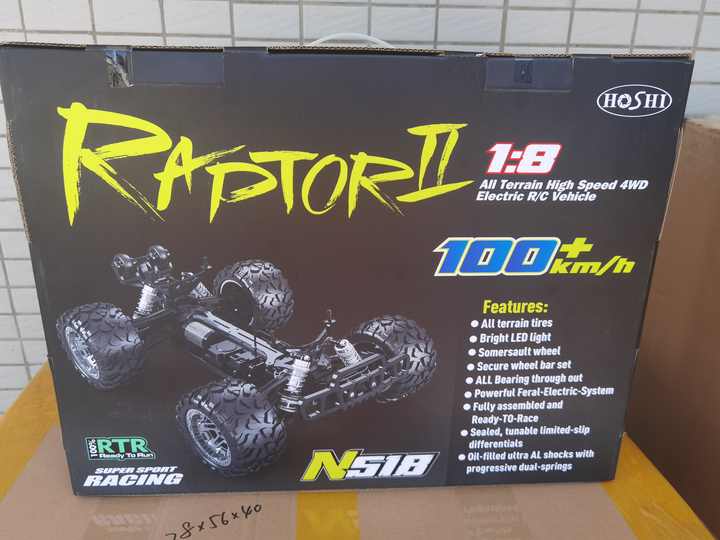 HOSHI
RAPTOR II
1:8
All Terrain High Speed 4WD
Electric R/C Vehicle
100+ km/h
Features:
● All terrain tires
● Bright LED light
● Somersault wheel
● Secure wheel bar set
● ALL Bearing through out
● Powerful Feral-Electric-System
● Fully assembled and
Ready-TO-Race
● Sealed, tunable limited-slip
differentials
● Oil-filled ultra AL shocks with
progressive dual-springs
100% RTR
Ready To Run
SUPER SPORT
RACING
N518
8×56×40